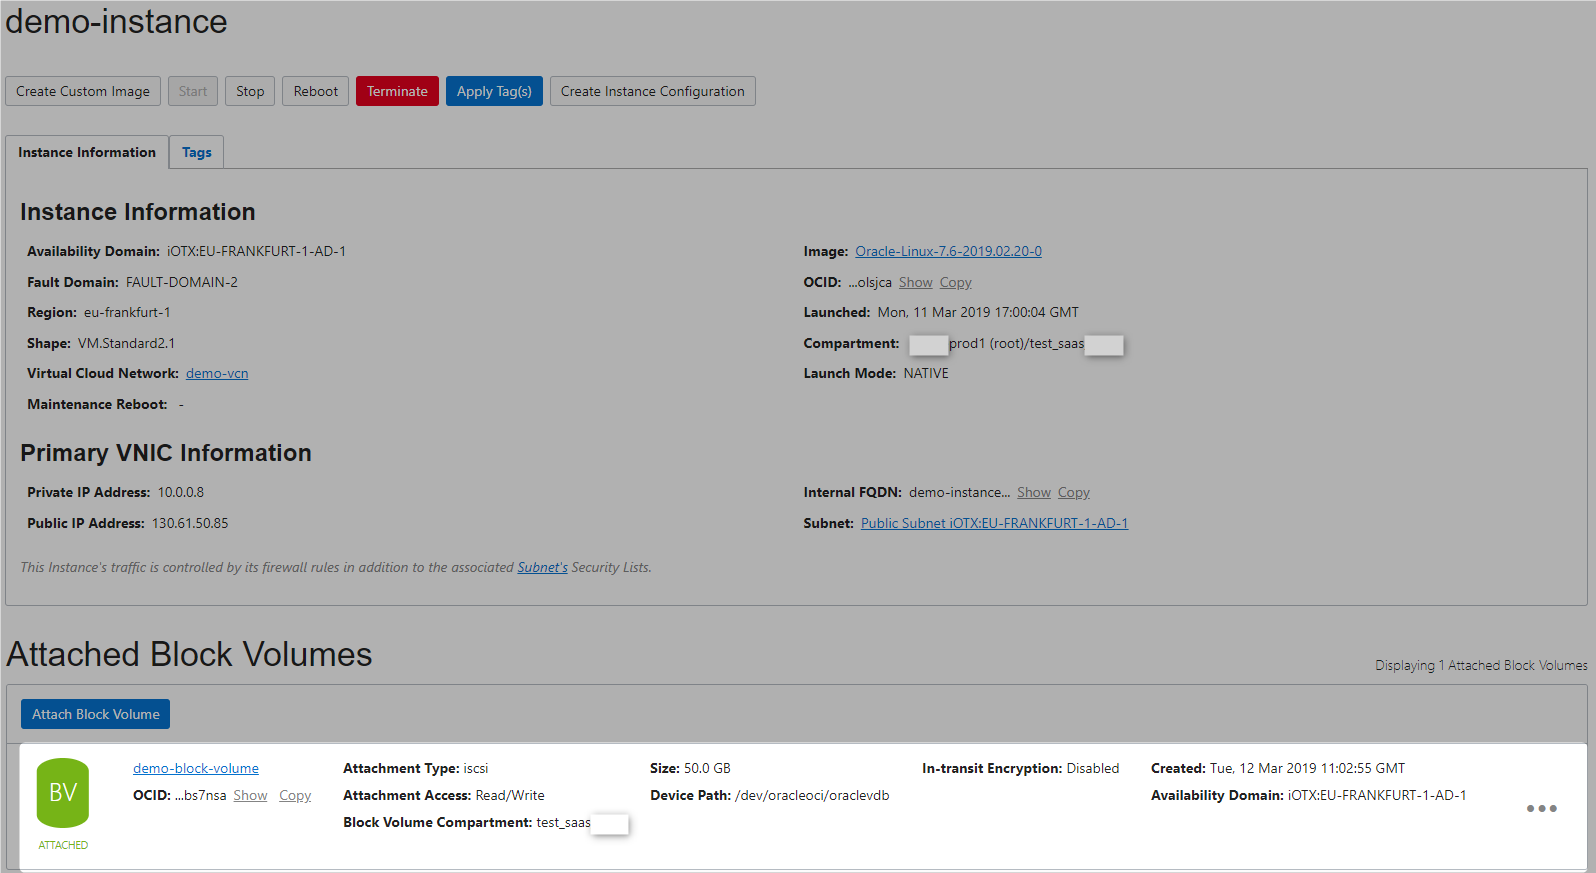 demo-instance
Create Custom Image Start Stop Reboot Terminate Apply Tag(s) Create Instance Configuration
Instance Information Tags
Instance Information
Availability Domain: iOTX:EU-FRANKFURT-1-AD-1
Fault Domain: FAULT-DOMAIN-2
Region: eu-frankfurt-1
Shape: VM.Standard2.1
Virtual Cloud Network: demo-vcn
Maintenance Reboot: -
Image: Oracle-Linux-7.6-2019.02.20-0
OCID: ...olsjca Show Copy
Launched: Mon, 11 Mar 2019 17:00:04 GMT
Compartment: prod1 (root)/test_saas
Launch Mode: NATIVE
Primary VNIC Information
Private IP Address: 10.0.0.8
Public IP Address: 130.61.50.85
Internal FQDN: demo-instance... Show Copy
Subnet: Public Subnet iOTX:EU-FRANKFURT-1-AD-1
This Instance's traffic is controlled by its firewall rules in addition to the associated Subnet's Security Lists.
Attached Block Volumes
Displaying 1 Attached Block Volumes
Attach Block Volume
BV
ATTACHED
demo-block-volume
OCID: ...bs7nsa Show Copy
Attachment Type: iscsi
Attachment Access: Read/Write
Block Volume Compartment: test_saas
Size: 50.0 GB
Device Path: /dev/oracleoci/oraclevdb
In-transit Encryption: Disabled
Created: Tue, 12 Mar 2019 11:02:55 GMT
Availability Domain: iOTX:EU-FRANKFURT-1-AD-1